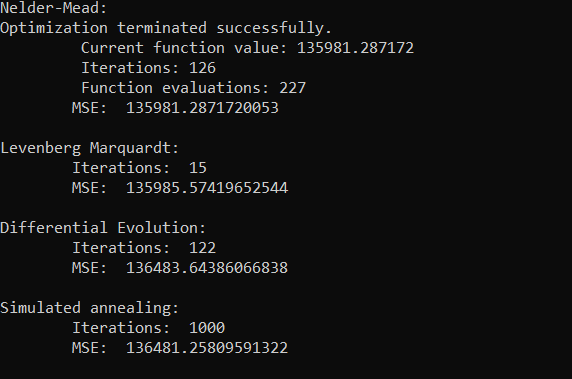 Nelder-Mead:
Optimization terminated successfully.
Current function value: 135981.287172
Iterations: 126
Function evaluations: 227
MSE:  135981.2871720053
Levenberg Marquardt:
Iterations:  15
MSE:  135985.57419652544
Differential Evolution:
Iterations:  122
MSE:  136483.64386066838
Simulated annealing:
Iterations:  1000
MSE:  136481.25809591322